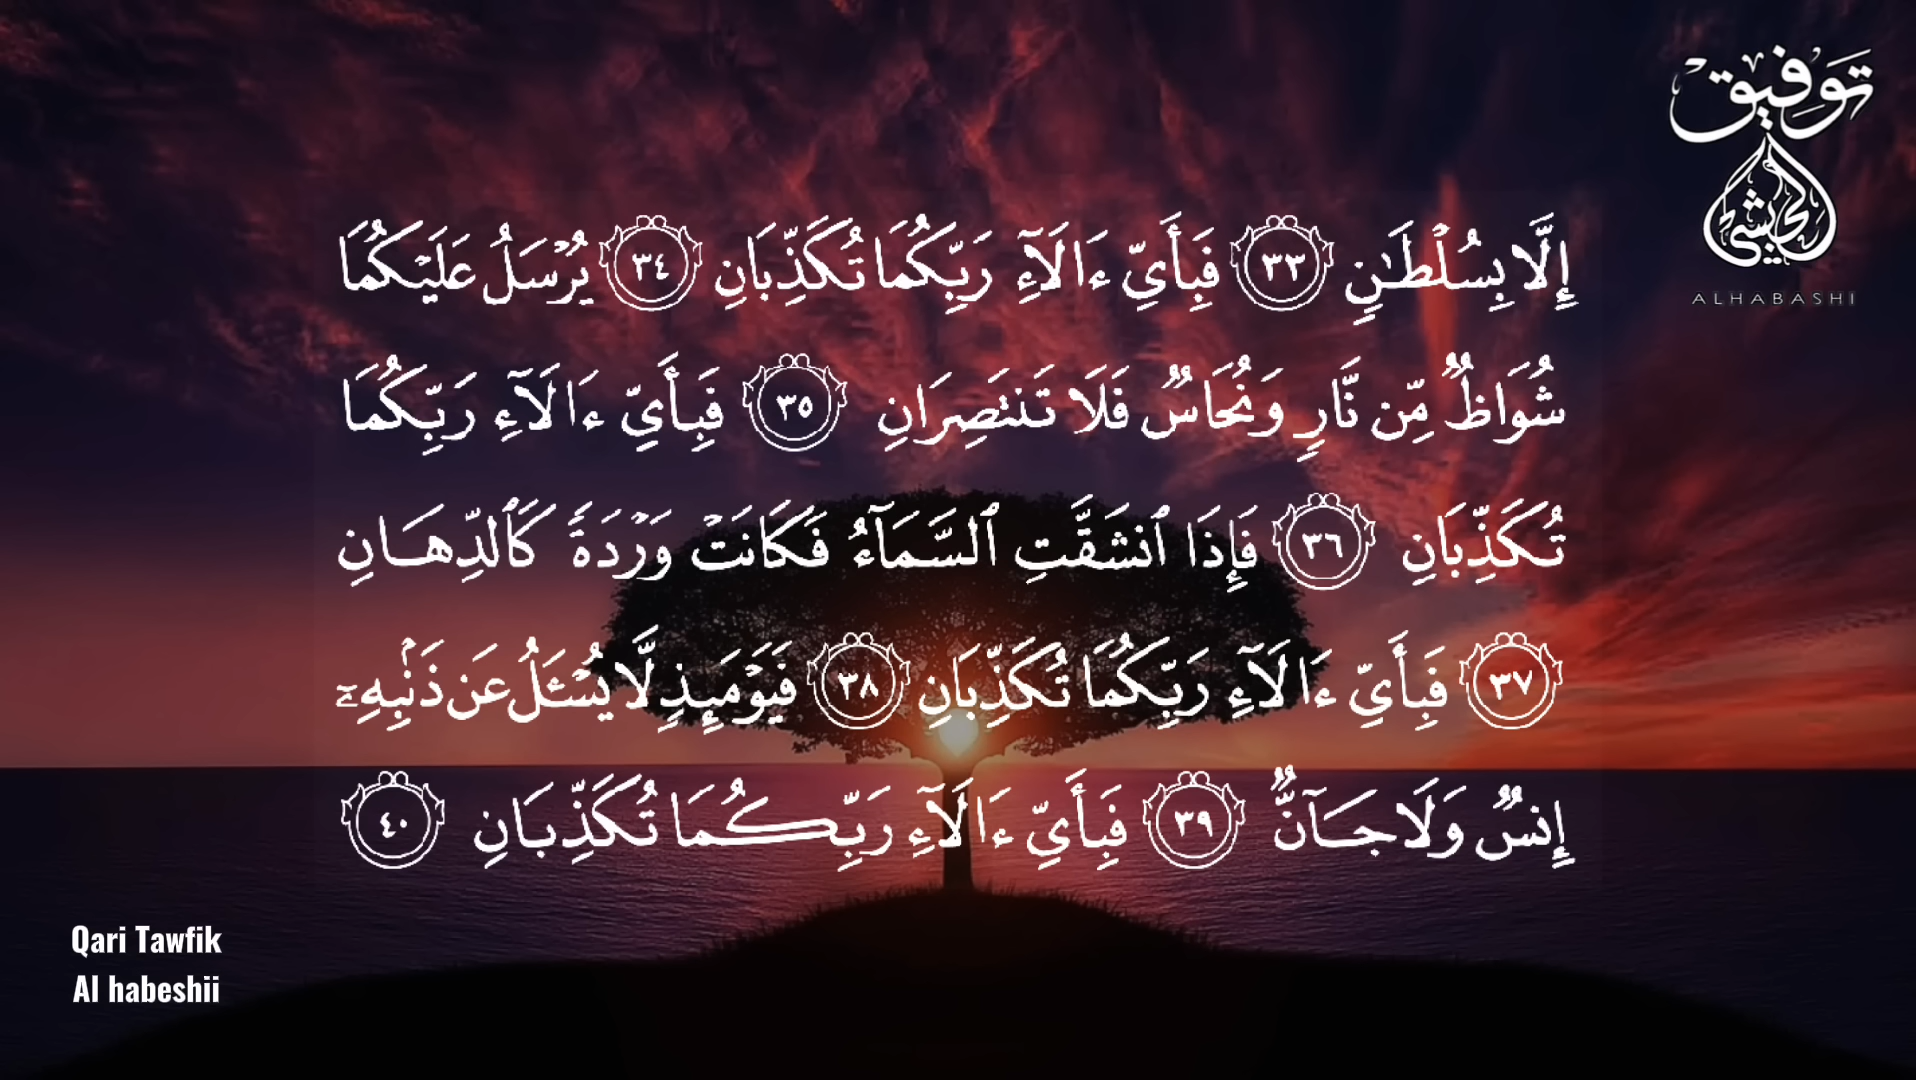 توفيق
الحبشي
ALHABASHI
إِلَّا بِسُلْطَٰنٍ ٣٣ فَبِأَيِّ ءَالَآءِ رَبِّكُمَا تُكَذِّبَانِ ٣٤ يُرْسَلُ عَلَيْكُمَا
شُوَاظٌ مِّن نَّارٍ وَنُحَاسٌ فَلَا تَنتَصِرَانِ ٣٥ فَبِأَيِّ ءَالَآءِ رَبِّكُمَا
تُكَذِّبَانِ ٣٦ فَإِذَا ٱنشَقَّتِ ٱلسَّمَآءُ فَكَانَتْ وَرْدَةً كَٱلدِّهَانِ
٣٧ فَبِأَيِّ ءَالَآءِ رَبِّكُمَا تُكَذِّبَانِ ٣٨ فَيَوْمَئِذٍ لَّا يُسْـَٔلُ عَن ذَنۢبِهِۦٓ
إِنسٌ وَلَا جَآنٌّ ٣٩ فَبِأَيِّ ءَالَآءِ رَبِّكُمَا تُكَذِّبَانِ ٤٠
Qari Tawfik
Al habeshii